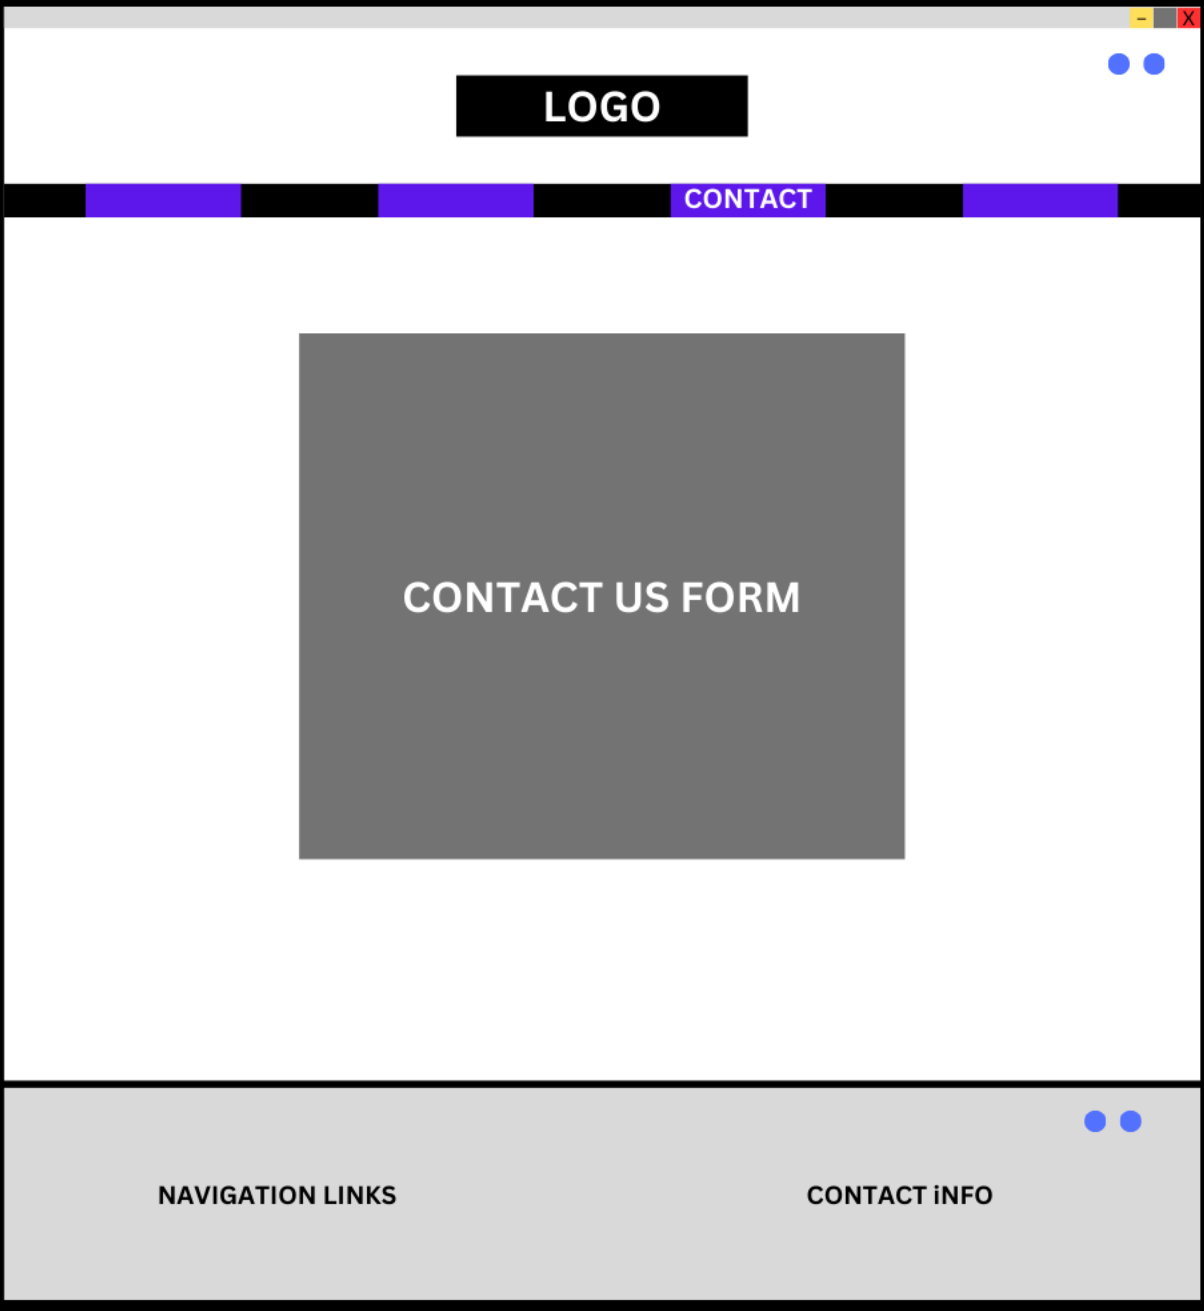 – X
LOGO
CONTACT
CONTACT US FORM
NAVIGATION LINKS
CONTACT iNFO